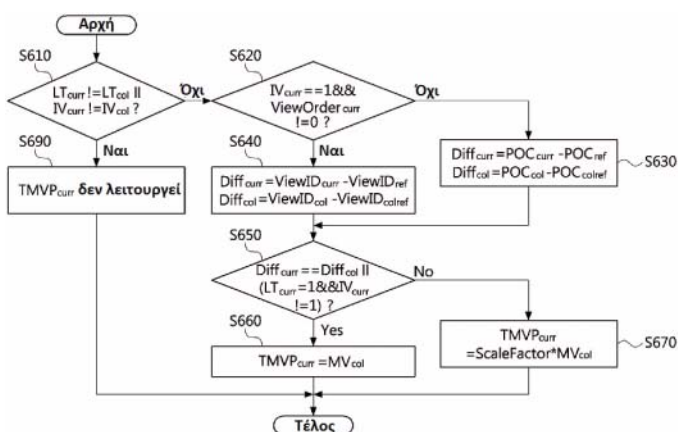 Αρχή
S610
LTcurr !=LTcol ||
IVcurr !=IVcol ?
Όχι
Ναι
S620
IVcurr==1&&
ViewOrder curr
!=0 ?
Όχι
Ναι
S690
TMVPcurr δεν λειτουργεί
S640
Diffcurr=ViewIDcurr -ViewIDref
Diffcol=ViewIDcol -ViewIDcolref
Diffcurr=POCcurr -POCref
Diffcol=POCcol-POCcolref
S630
S650
Diffcurr==Diffcol ||
(LTcurr=1&&IVcurr
!=1) ?
No
Yes
S660
TMVPcurr=MVcol
TMVPcurr
=ScaleFactor*MVcol
S670
Τέλος